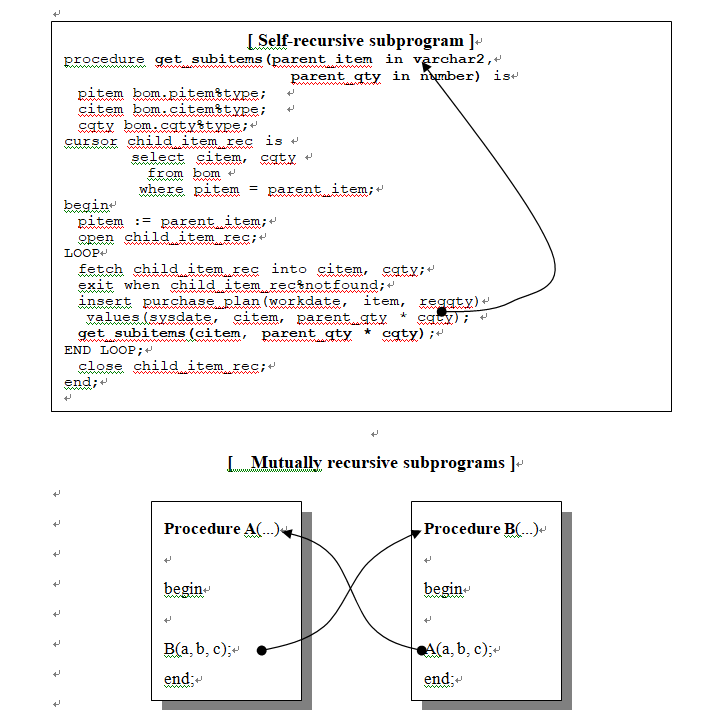 [ Self-recursive subprogram ]
procedure get_subitems(parent_item in varchar2,
parent_qty in number) is
pitem bom.pitem%type;
citem bom.citem%type;
cqty bom.cqty%type;
cursor child_item_rec is
select citem, cqty
from bom
where pitem = parent_item;
begin
pitem := parent_item;
open child_item_rec;
LOOP
fetch child_item_rec into citem, cqty;
exit when child_item_rec%notfound;
insert purchase_plan(workdate, item, reqqty)
values(sysdate, citem, parent_qty * cqty);
get_subitems(citem, parent_qty * cqty);
END LOOP;
close child_item_rec;
end;
[ Mutually recursive subprograms ]
Procedure A(...)
begin
B(a, b, c);
end;
Procedure B(...)
begin
A(a, b, c);
end;